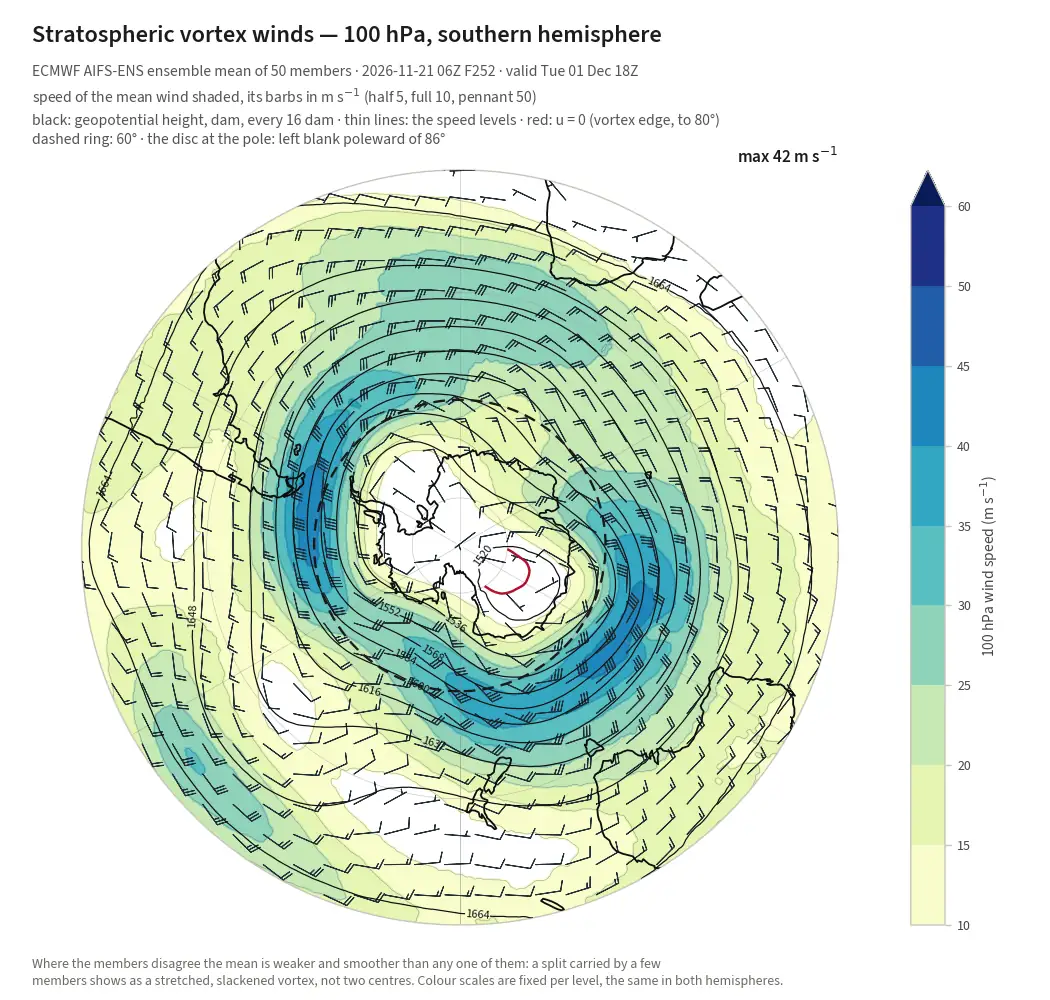 Stratospheric vortex winds — 100 hPa, southern hemisphere
ECMWF AIFS-ENS ensemble mean of 50 members · 2026-11-21 06Z F252 · valid Tue 01 Dec 18Z
speed of the mean wind shaded, its barbs in m s⁻¹ (half 5, full 10, pennant 50)
black: geopotential height, dam, every 16 dam · thin lines: the speed levels · red: u = 0 (vortex edge, to 80°)
dashed ring: 60° · the disc at the pole: left blank poleward of 86°
max 42 m s⁻¹
1664
1664
1520
1648
1552
1536
1568
1584
1600
1616
1632
1664
60
50
45
40
35
30
25
20
15
10
100 hPa wind speed (m s⁻¹)
Where the members disagree the mean is weaker and smoother than any one of them: a split carried by a few
members shows as a stretched, slackened vortex, not two centres. Colour scales are fixed per level, the same in both hemispheres.